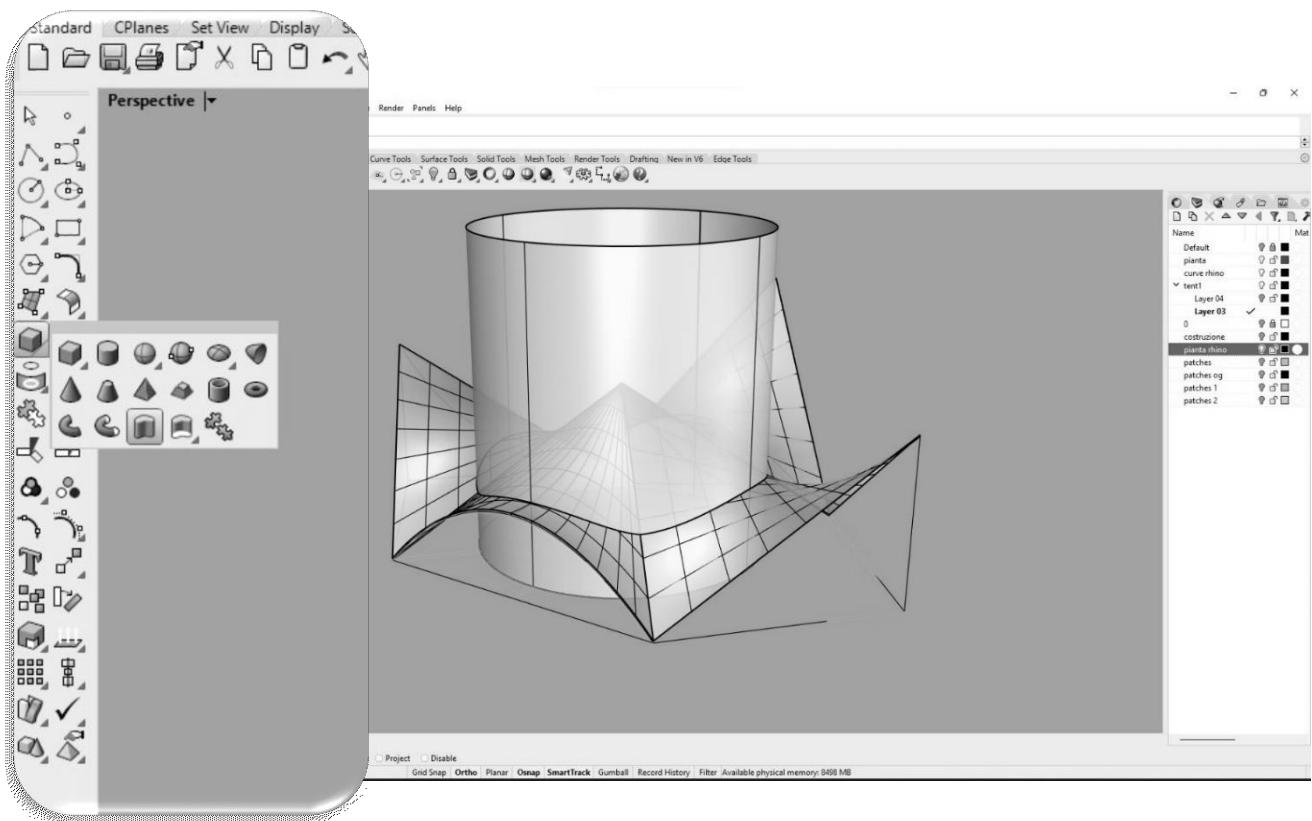 Standard CPlanes Set View Display
Perspective
Render Panels Help
Curve Tools Surface Tools Solid Tools Mesh Tools Render Tools Drafting New in V6 Edge Tools
Name Mat
Default
pianta
curve rhino
tent1
Layer 04
Layer 03
0
costruzione
pianta rhino
patches
patches og
patches 1
patches 2
Project Disable
Grid Snap Ortho Planar Osnap SmartTrack Gumball Record History Filter Available physical memory: 8498 MB